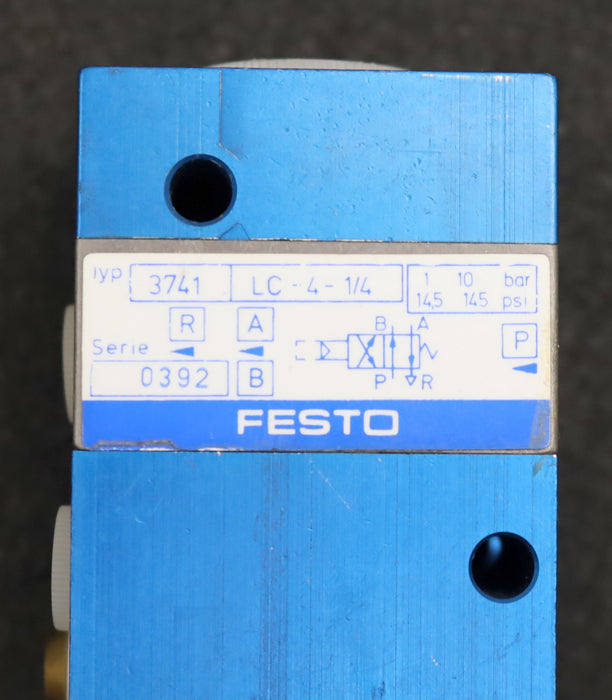 Typ 3741 LC - 4 - 1/4 1 10 bar
14,5 145 psi
R A B A P
Serie
0392 B P R
FESTO